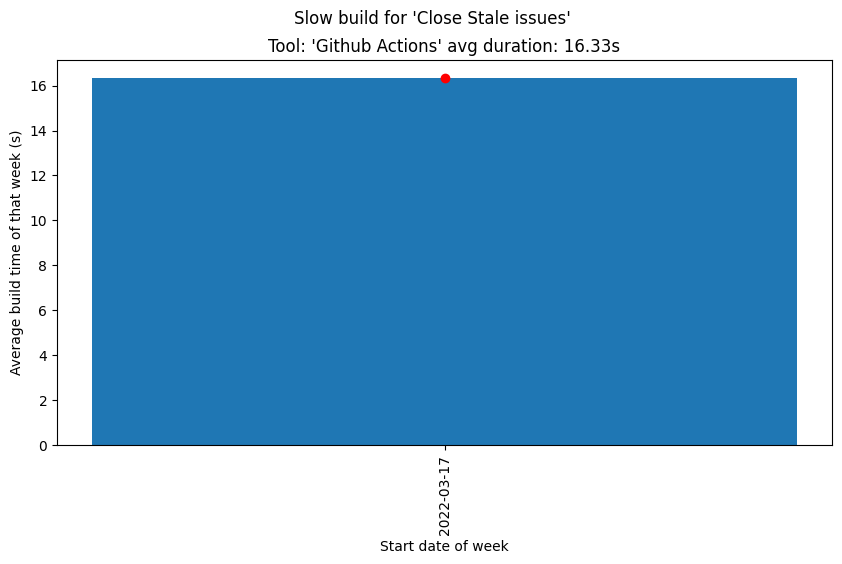 Slow build for 'Close Stale issues'
Tool: 'Github Actions' avg duration: 16.33s
Average build time of that week (s)
16
14
12
10
8
6
4
2
0
2022-03-17
Start date of week